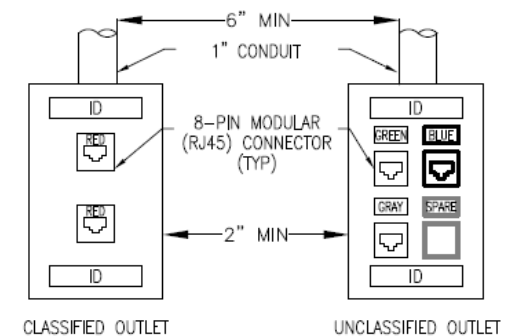 6" MIN
1" CONDUIT
ID
ID
RED
8-PIN MODULAR
(RJ45) CONNECTOR
(TYP)
GREEN BLUE
RED
GRAY SPARE
2" MIN
ID
ID
CLASSIFIED OUTLET
UNCLASSIFIED OUTLET